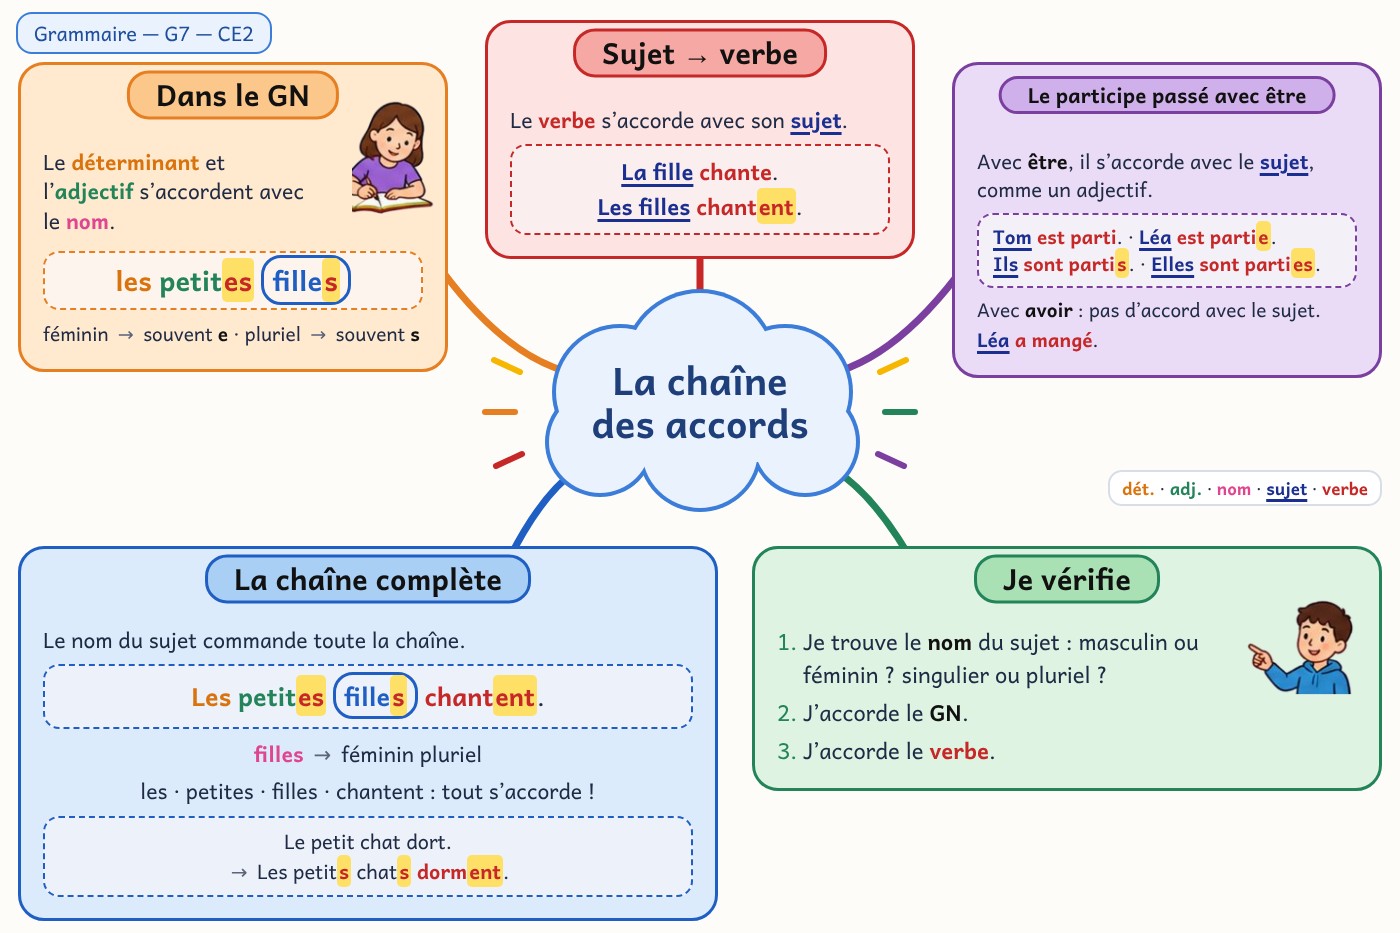 Grammaire — G7 — CE2
Dans le GN
Le déterminant et
l’adjectif s’accordent avec
le nom.
les petites filles
féminin → souvent e · pluriel → souvent s
Sujet → verbe
Le verbe s’accorde avec son sujet.
La fille chante.
Les filles chantent.
Le participe passé avec être
Avec être, il s’accorde avec le sujet,
comme un adjectif.
Tom est parti. · Léa est partie.
Ils sont partis. · Elles sont parties.
Avec avoir : pas d’accord avec le sujet.
Léa a mangé.
La chaîne
des accords
dét. · adj. · nom · sujet · verbe
La chaîne complète
Le nom du sujet commande toute la chaîne.
Les petites filles chantent.
filles → féminin pluriel
les · petites · filles · chantent : tout s’accorde !
Le petit chat dort.
→ Les petits chats dorment.
Je vérifie
1. Je trouve le nom du sujet : masculin ou
féminin ? singulier ou pluriel ?
2. J’accorde le GN.
3. J’accorde le verbe.